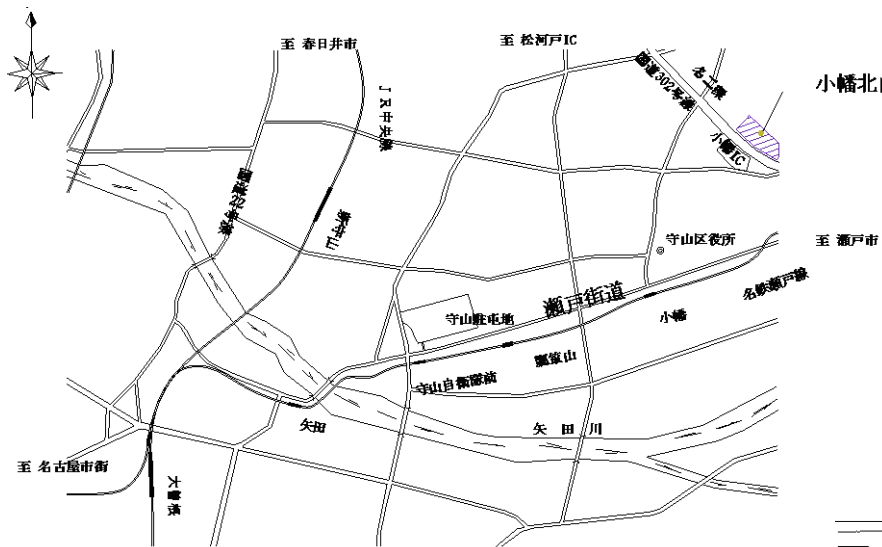 至 春日井市
至 松河戸IC
JR中央線
国道302号線
名二環
小幡北
小幡IC
国道19号線
新守山
守山区役所
至 瀬戸市
瀬戸街道
名鉄瀬戸線
守山駐屯地
小幡
瓢箪山
守山自衛隊前
矢田
矢田川
至 名古屋市街
大曽根